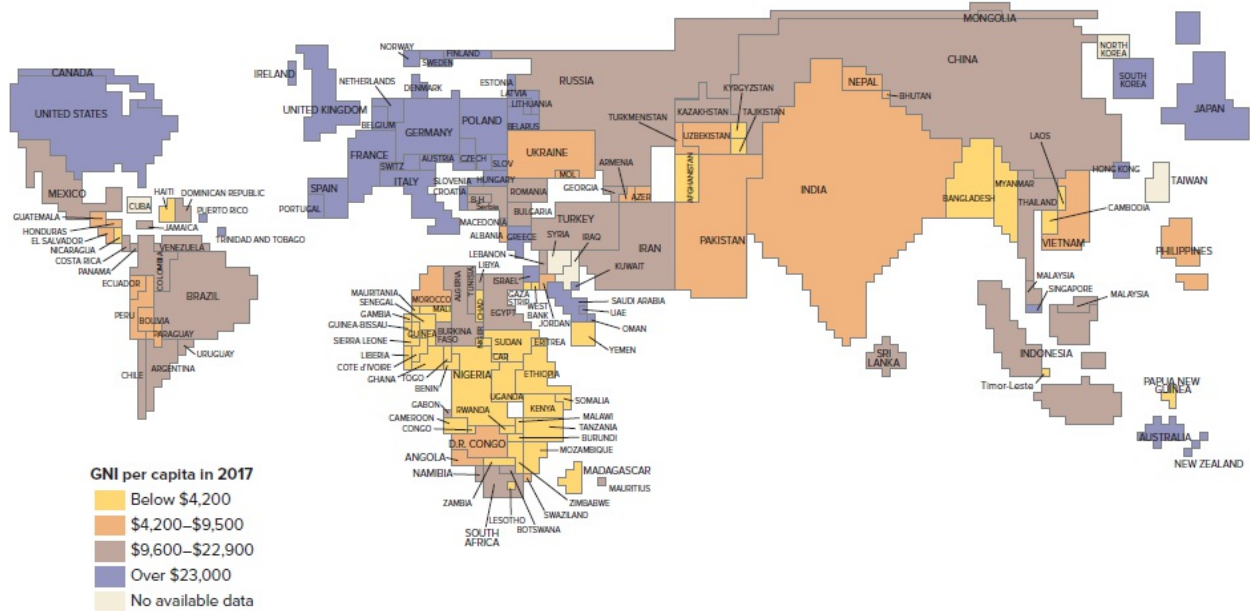 CANADA
UNITED STATES
MEXICO
CUBA
HAITI
DOMINICAN REPUBLIC
PUERTO RICO
JAMAICA
TRINIDAD AND TOBAGO
GUATEMALA
HONDURAS
EL SALVADOR
NICARAGUA
COSTA RICA
PANAMA
VENEZUELA
COLOMBIA
ECUADOR
BRAZIL
PERU
BOLIVIA
PARAGUAY
URUGUAY
CHILE
ARGENTINA
NORWAY
FINLAND
SWEDEN
IRELAND
NETHERLANDS
DENMARK
ESTONIA
LATVIA
LITHUANIA
UNITED KINGDOM
BELGIUM
GERMANY
POLAND
BELARUS
FRANCE
SWITZ
AUSTRIA
CZECH
SLOV
UKRAINE
MOL
SPAIN
PORTUGAL
ITALY
SLOVENIA
HUNGARY
CROATIA
B.H
Serbia
ROMANIA
BULGARIA
MACEDONIA
ALBANIA
GREECE
RUSSIA
MONGOLIA
CHINA
NORTH
KOREA
SOUTH
KOREA
JAPAN
KAZAKHSTAN
KYRGYZSTAN
TAJIKISTAN
TURKMENISTAN
UZBEKISTAN
AFGHANISTAN
ARMENIA
GEORGIA
AZER
TURKEY
SYRIA
IRAQ
IRAN
LEBANON
KUWAIT
ISRAEL
GAZA
STRIP
WEST
BANK
JORDAN
SAUDI ARABIA
UAE
OMAN
YEMEN
PAKISTAN
INDIA
NEPAL
BHUTAN
BANGLADESH
MYANMAR
LAOS
THAILAND
CAMBODIA
VIETNAM
HONG KONG
TAIWAN
PHILIPPINES
MALAYSIA
SINGAPORE
MALAYSIA
INDONESIA
SRI
LANKA
Timor-Leste
PAPUA NEW
GUINEA
AUSTRALIA
NEW ZEALAND
LIBYA
ALGERIA
TUNISIA
MOROCCO
MAURITANIA
SENEGAL
MALI
GAMBIA
GUINEA-BISSAU
GUINEA
BURKINA
FASO
NIGER
CHAD
EGYPT
SIERRA LEONE
LIBERIA
COTE d'IVOIRE
GHANA
TOGO
BENIN
NIGERIA
SUDAN
CAR
ERITREA
ETHIOPIA
SOMALIA
UGANDA
KENYA
RWANDA
GABON
CAMEROON
CONGO
MALAWI
TANZANIA
BURUNDI
D.R. CONGO
MOZAMBIQUE
ANGOLA
NAMIBIA
MADAGASCAR
MAURITIUS
ZAMBIA
ZIMBABWE
SWAZILAND
LESOTHO
BOTSWANA
SOUTH
AFRICA
GNI per capita in 2017
Below $4,200
$4,200–$9,500
$9,600–$22,900
Over $23,000
No available data